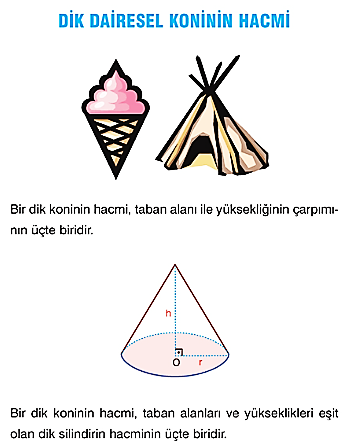 DİK DAİRESEL KONİNİN HACMİ
Bir dik koninin hacmi, taban alanı ile yüksekliğinin çarpımı-
nın üçte biridir.
h
O
r
Bir dik koninin hacmi, taban alanları ve yükseklikleri eşit
olan dik silindirin hacminin üçte biridir.